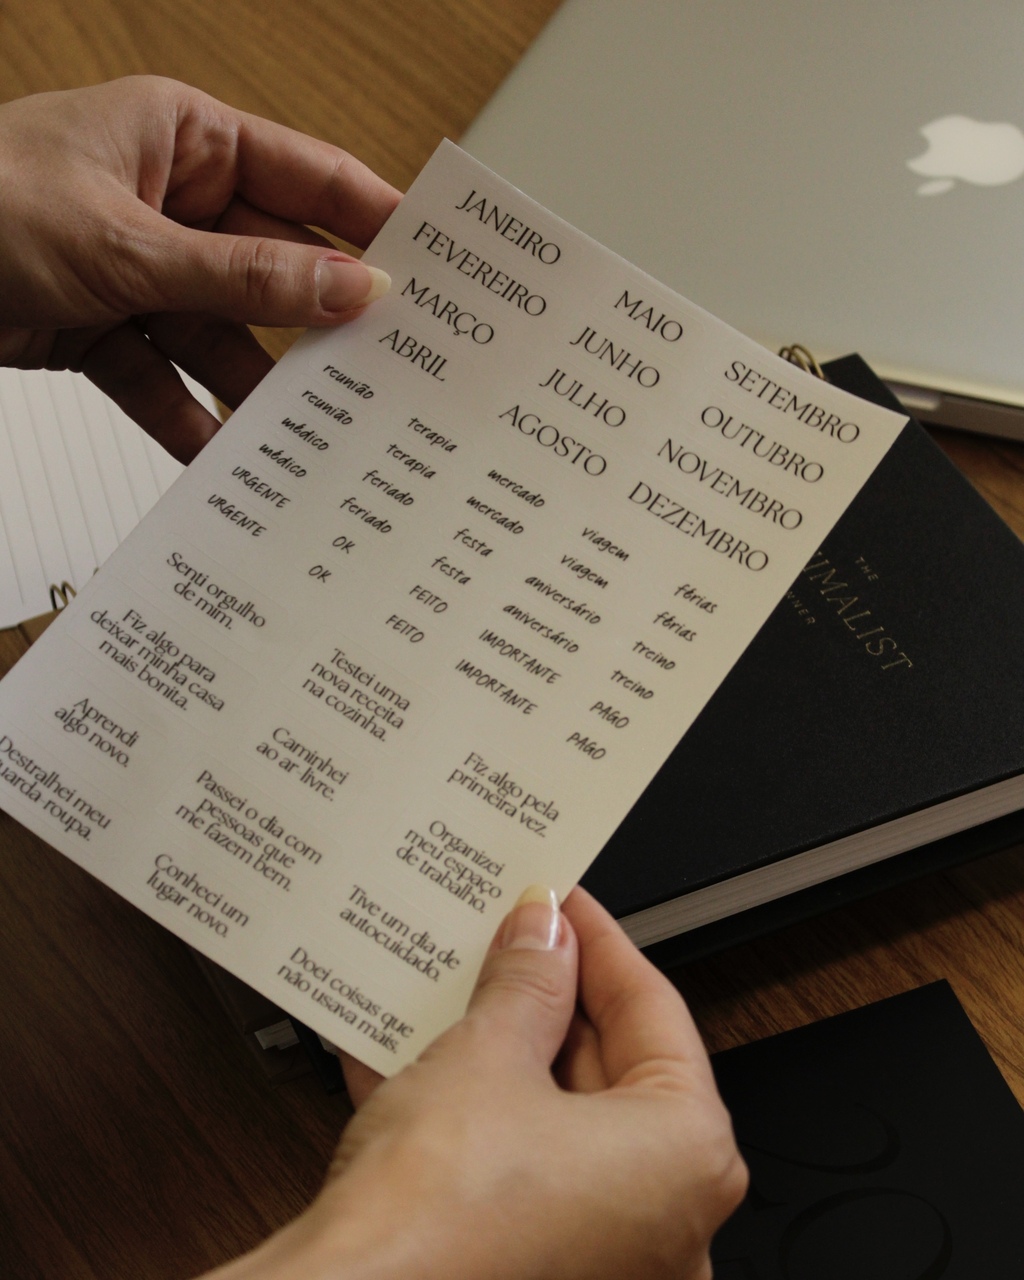 JANEIRO
FEVEREIRO
MARÇO
ABRIL
MAIO
JUNHO
JULHO
AGOSTO
SETEMBRO
OUTUBRO
NOVEMBRO
DEZEMBRO
reunião
reunião
médico
médico
URGENTE
URGENTE
terapia
terapia
feriado
feriado
OK
OK
mercado
mercado
festa
festa
FEITO
FEITO
viagem
viagem
aniversário
aniversário
IMPORTANTE
IMPORTANTE
férias
férias
treino
treino
PAGO
PAGO
Senti orgulho
de mim.
Fiz algo para
deixar minha casa
mais bonita.
Aprendi
algo novo.
Destralhei meu
guarda roupa.
Testei uma
nova receita
na cozinha.
Caminhei
ao ar-livre.
Passei o dia com
pessoas que
me fazem bem.
Conheci um
lugar novo.
Fiz algo pela
primeira vez.
Organizei
meu espaço
de trabalho.
Tive um dia de
autocuidado.
Doei coisas que
não usava mais.
THE